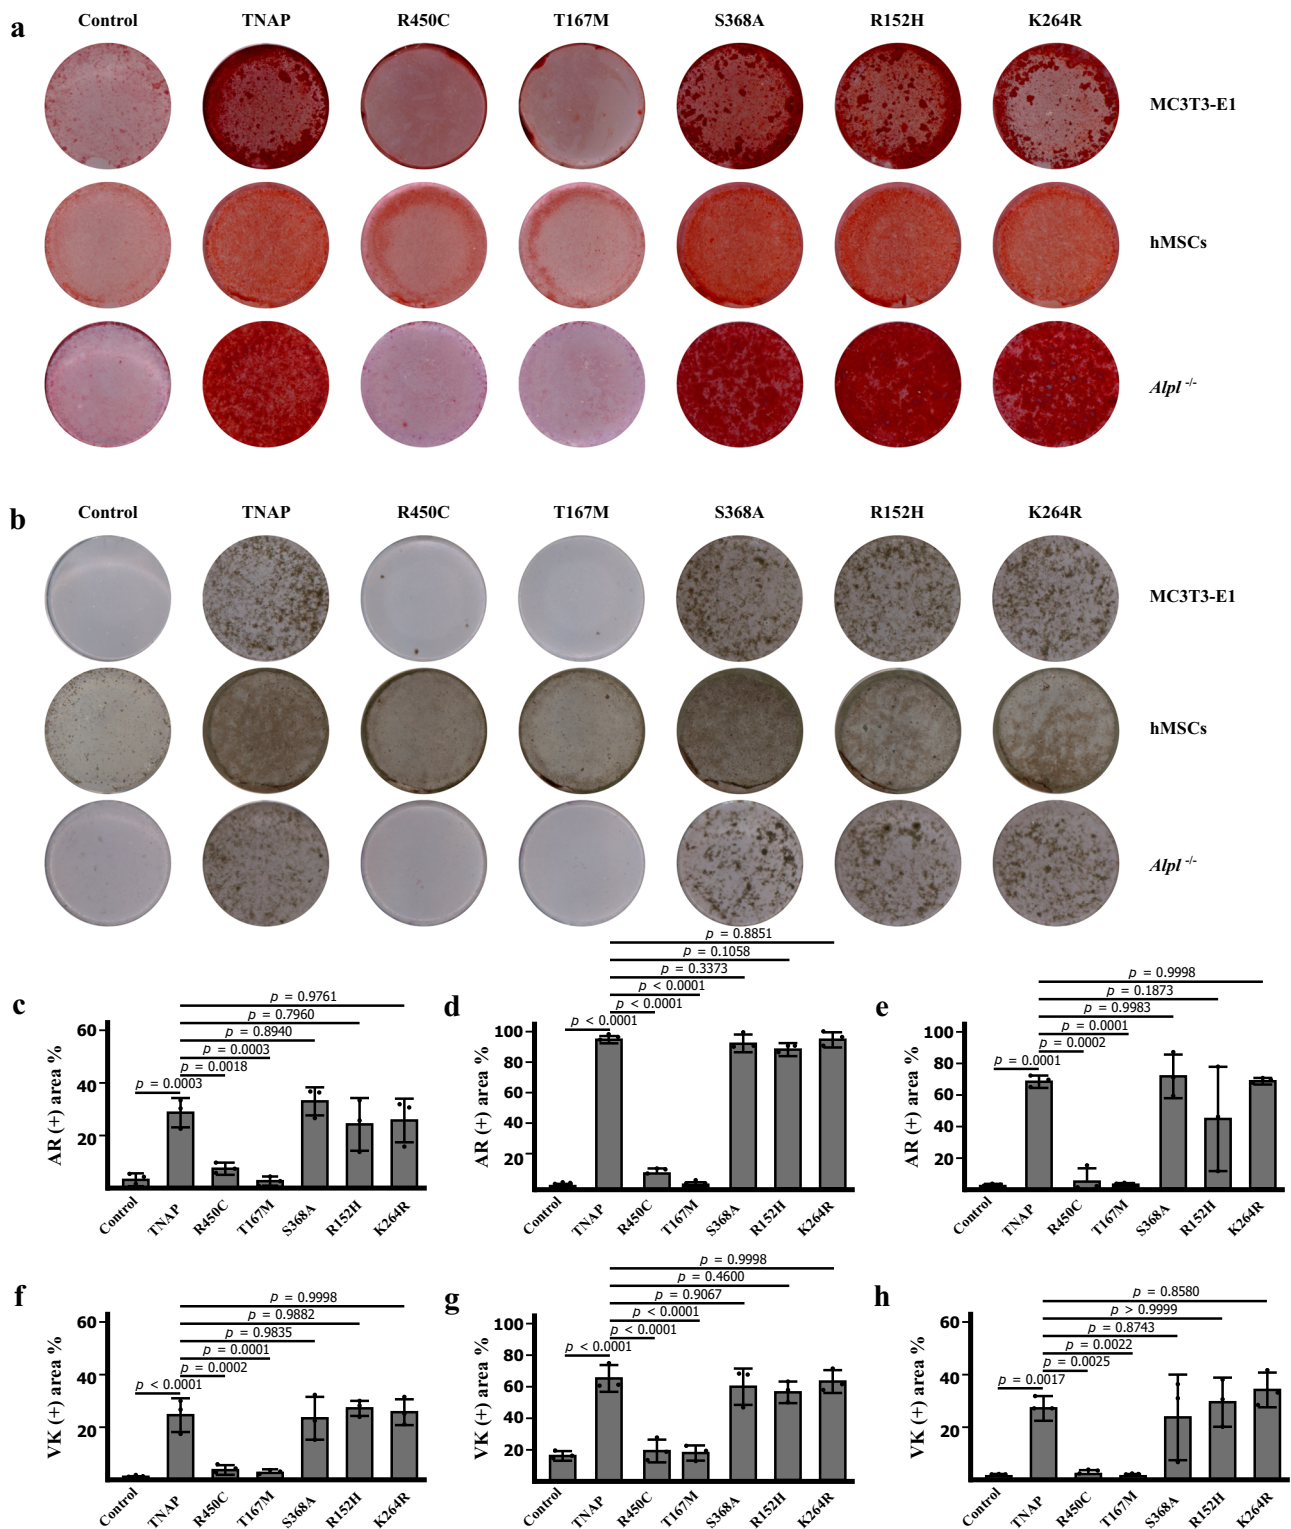 a
Control TNAP R450C T167M S368A R152H K264R
MC3T3-E1
hMSCs
Alpl -/-
b
Control TNAP R450C T167M S368A R152H K264R
MC3T3-E1
hMSCs
Alpl -/-
c
p = 0.9761
p = 0.7960
p = 0.8940
p = 0.0003
p = 0.0018
p = 0.0003
AR (+) area %
60
40
20
Control TNAP R450C T167M S368A R152H K264R
d
p = 0.8851
p = 0.1058
p = 0.3373
p < 0.0001
p < 0.0001
p < 0.0001
AR (+) area %
100
80
60
40
20
Control TNAP R450C T167M S368A R152H K264R
e
p = 0.9998
p = 0.1873
p = 0.9983
p = 0.0001
p = 0.0002
p = 0.0001
AR (+) area %
100
80
60
40
20
Control TNAP R450C T167M S368A R152H K264R
f
p = 0.9998
p = 0.9882
p = 0.9835
p = 0.0001
p = 0.0002
p < 0.0001
VK (+) area %
60
40
20
Control TNAP R450C T167M S368A R152H K264R
g
p = 0.9998
p = 0.4600
p = 0.9067
p < 0.0001
p < 0.0001
p < 0.0001
VK (+) area %
100
80
60
40
20
Control TNAP R450C T167M S368A R152H K264R
h
p = 0.8580
p > 0.9999
p = 0.8743
p = 0.0022
p = 0.0025
p = 0.0017
VK (+) area %
60
40
20
Control TNAP R450C T167M S368A R152H K264R